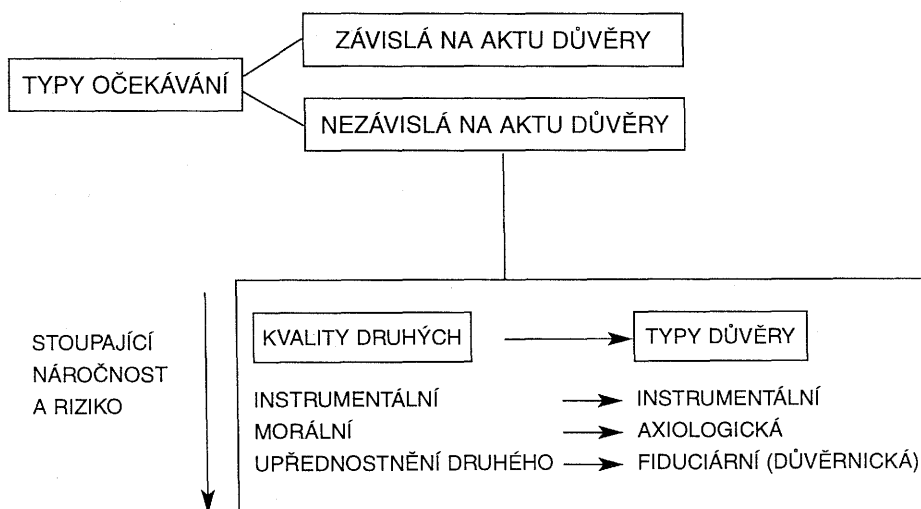 ZÁVISLÁ NA AKTU DŮVĚRY
TYPY OČEKÁVÁNÍ
NEZÁVISLÁ NA AKTU DŮVĚRY
STOUPAJÍCÍ
NÁROČNOST
A RIZIKO
KVALITY DRUHÝCH
TYPY DŮVĚRY
INSTRUMENTÁLNÍ
INSTRUMENTÁLNÍ
MORÁLNÍ
AXIOLOGICKÁ
UPŘEDNOSTNĚNÍ DRUHÉHO
FIDUCIÁRNÍ (DŮVĚRNICKÁ)